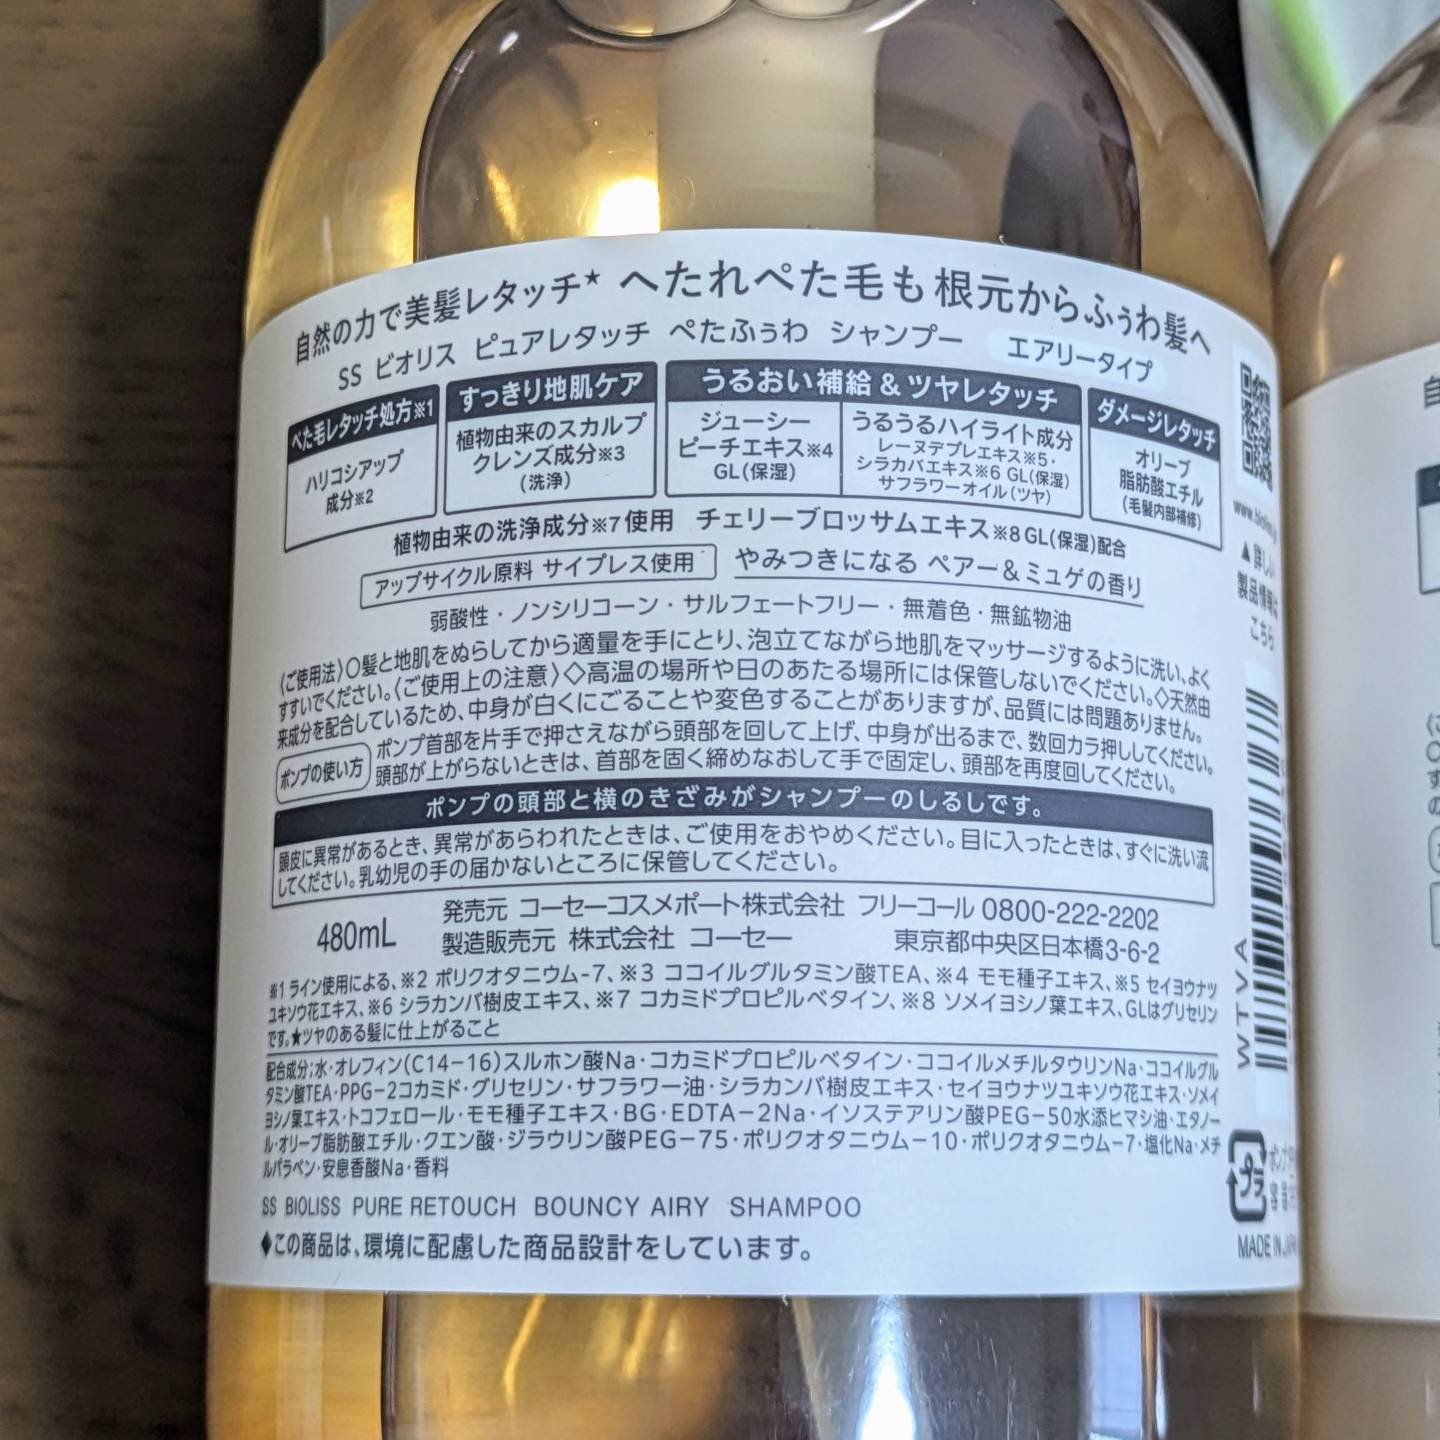 自然の力で美髪レタッチ★ へたれぺた毛も根元からふぅわ髪へ
SS ビオリス ピュアレタッチ ぺたふぅわ シャンプー エアリータイプ
ぺた毛レタッチ処方※1
ハリコシアップ
成分※2
すっきり地肌ケア
植物由来のスカルプ
クレンズ成分※3
(洗浄)
うるおい補給&ツヤレタッチ
ジューシー
ピーチエキス※4
GL(保湿)
うるうるハイライト成分
レーヌデプレエキス※5・
シラカバエキス※6 GL(保湿)
サフラワーオイル(ツヤ)
ダメージレタッチ
オリーブ
脂肪酸エチル
(毛髪内部補修)
植物由来の洗浄成分※7使用 チェリーブロッサムエキス※8 GL(保湿)配合
アップサイクル原料 サイプレス使用 やみつきになる ペアー&ミュゲの香り
弱酸性・ノンシリコーン・サルフェートフリー・無着色・無鉱物油
〈ご使用法〉○髪と地肌をぬらしてから適量を手にとり、泡立てながら地肌をマッサージするように洗い、よく
すすいでください。〈ご使用上の注意〉◇高温の場所や日のあたる場所には保管しないでください。◇天然由
来成分を配合しているため、中身が白くにごることや変色することがありますが、品質には問題ありません。
ポンプの使い方
ポンプ首部を片手で押さえながら頭部を回して上げ、中身が出るまで、数回カラ押ししてください。
頭部が上がらないときは、首部を固く締めなおして手で固定し、頭部を再度回してください。
ポンプの頭部と横のきざみがシャンプーのしるしです。
頭皮に異常があるとき、異常があらわれたときは、ご使用をおやめください。目に入ったときは、すぐに洗い流
してください。乳幼児の手の届かないところに保管してください。
480mL
発売元 コーセーコスメポート株式会社 フリーコール 0800-222-2202
製造販売元 株式会社 コーセー 東京都中央区日本橋3-6-2
※1 ライン使用による、※2 ポリクオタニウム-7、※3 ココイルグルタミン酸TEA、※4 モモ種子エキス、※5 セイヨウナツ
ユキソウ花エキス、※6 シラカンバ樹皮エキス、※7 コカミドプロピルベタイン、※8 ソメイヨシノ葉エキス、GLはグリセリン
です。★ツヤのある髪に仕上がること
配合成分;水・オレフィン(C14-16)スルホン酸Na・コカミドプロピルベタイン・ココイルメチルタウリンNa・ココイルグル
タミン酸TEA・PPG-2コカミド・グリセリン・サフラワー油・シラカンバ樹皮エキス・セイヨウナツユキソウ花エキス・ソメイ
ヨシノ葉エキス・トコフェロール・モモ種子エキス・BG・EDTA-2Na・イソステアリン酸PEG-50水添ヒマシ油・エタノー
ル・オリーブ脂肪酸エチル・クエン酸・ジラウリン酸PEG-75・ポリクオタニウム-10・ポリクオタニウム-7・塩化Na・メチ
ルパラベン・安息香酸Na・香料
SS BIOLISS PURE RETOUCH BOUNCY AIRY SHAMPOO
◆この商品は、環境に配慮した商品設計をしています。
▲詳しい
製品情報は
こちら
WTVA
プラ
MADE IN